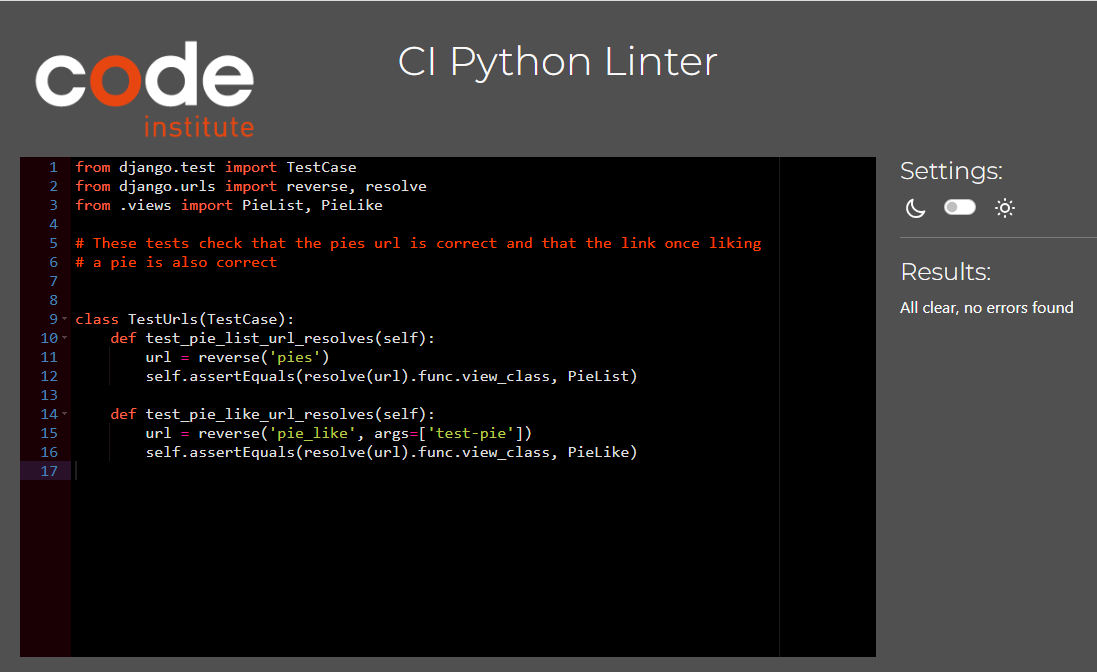 code
institute
CI Python Linter
1 from django.test import TestCase
2 from django.urls import reverse, resolve
3 from .views import PieList, PieLike
4
5 # These tests check that the pies url is correct and that the link once liking
6 # a pie is also correct
7
8
9 class TestUrls(TestCase):
10     def test_pie_list_url_resolves(self):
11         url = reverse('pies')
12         self.assertEquals(resolve(url).func.view_class, PieList)
13
14     def test_pie_like_url_resolves(self):
15         url = reverse('pie_like', args=['test-pie'])
16         self.assertEquals(resolve(url).func.view_class, PieLike)
17
Settings:
Results:
All clear, no errors found